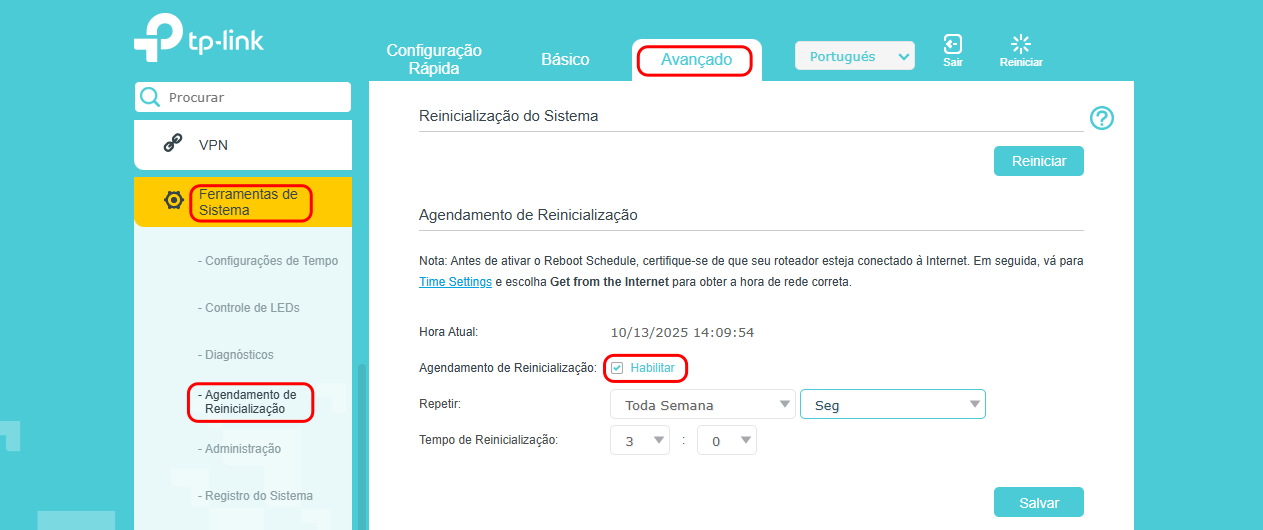 tp-link
Configuração
Rápida
Básico
Avançado
Português
Sair
Reiniciar
Procurar
VPN
Ferramentas de
Sistema
- Configurações de Tempo
- Controle de LEDs
- Diagnósticos
- Agendamento de
Reinicialização
- Administração
- Registro do Sistema
Reinicialização do Sistema
?
Reiniciar
Agendamento de Reinicialização
Nota: Antes de ativar o Reboot Schedule, certifique-se de que seu roteador esteja conectado à Internet. Em seguida, vá para
Time Settings e escolha Get from the Internet para obter a hora de rede correta.
Hora Atual: 10/13/2025 14:09:54
Agendamento de Reinicialização: Habilitar
Repetir: Toda Semana Seg
Tempo de Reinicialização: 3 : 0
Salvar